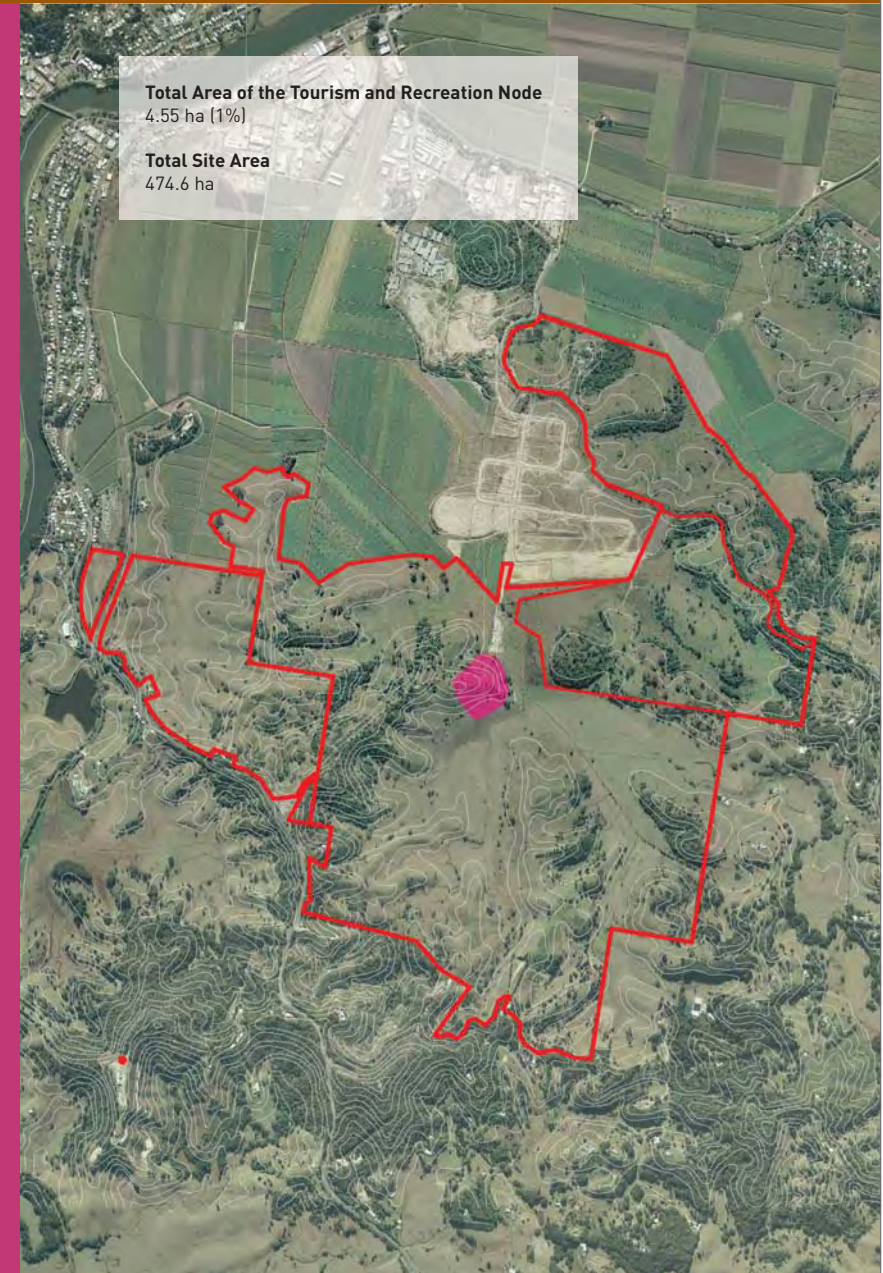 Total Area of the Tourism and Recreation Node
4.55 ha (1%)
Total Site Area
474.6 ha